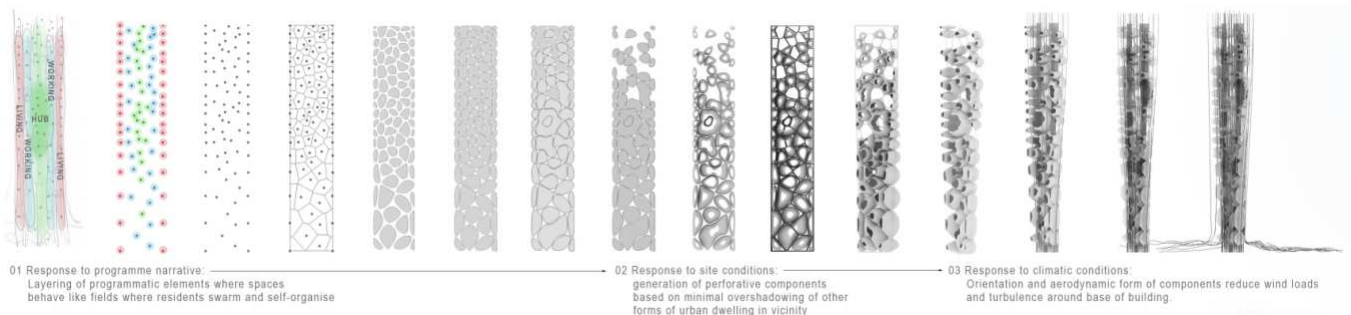 WORKING
LIVING
HUB
WORKING
LIVING
01 Response to programme narrative:
Layering of programmatic elements where spaces
behave like fields where residents swarm and self-organise
02 Response to site conditions:
generation of perforative components
based on minimal overshadowing of other
forms of urban dwelling in vicinity
03 Response to climatic conditions:
Orientation and aerodynamic form of components reduce wind loads
and turbulence around base of building.